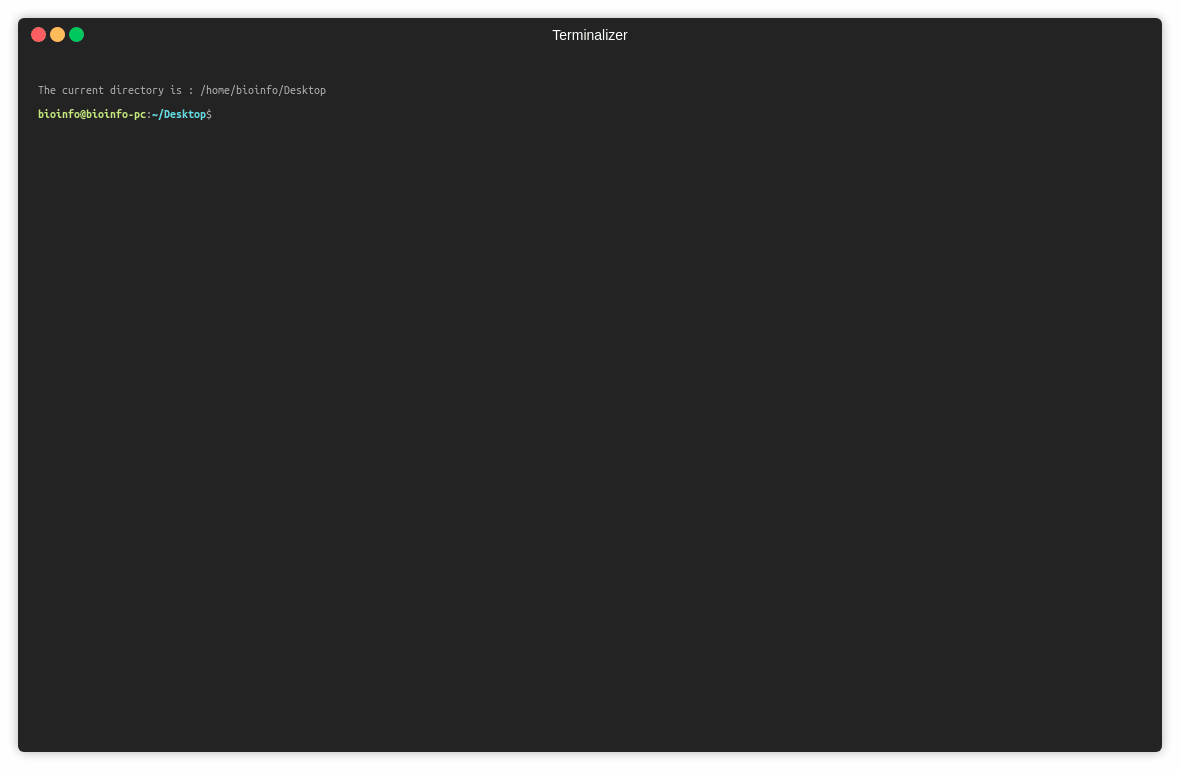 Terminalizer
The current directory is : /home/bioinfo/Desktop
bioinfo@bioinfo-pc:~/Desktop$